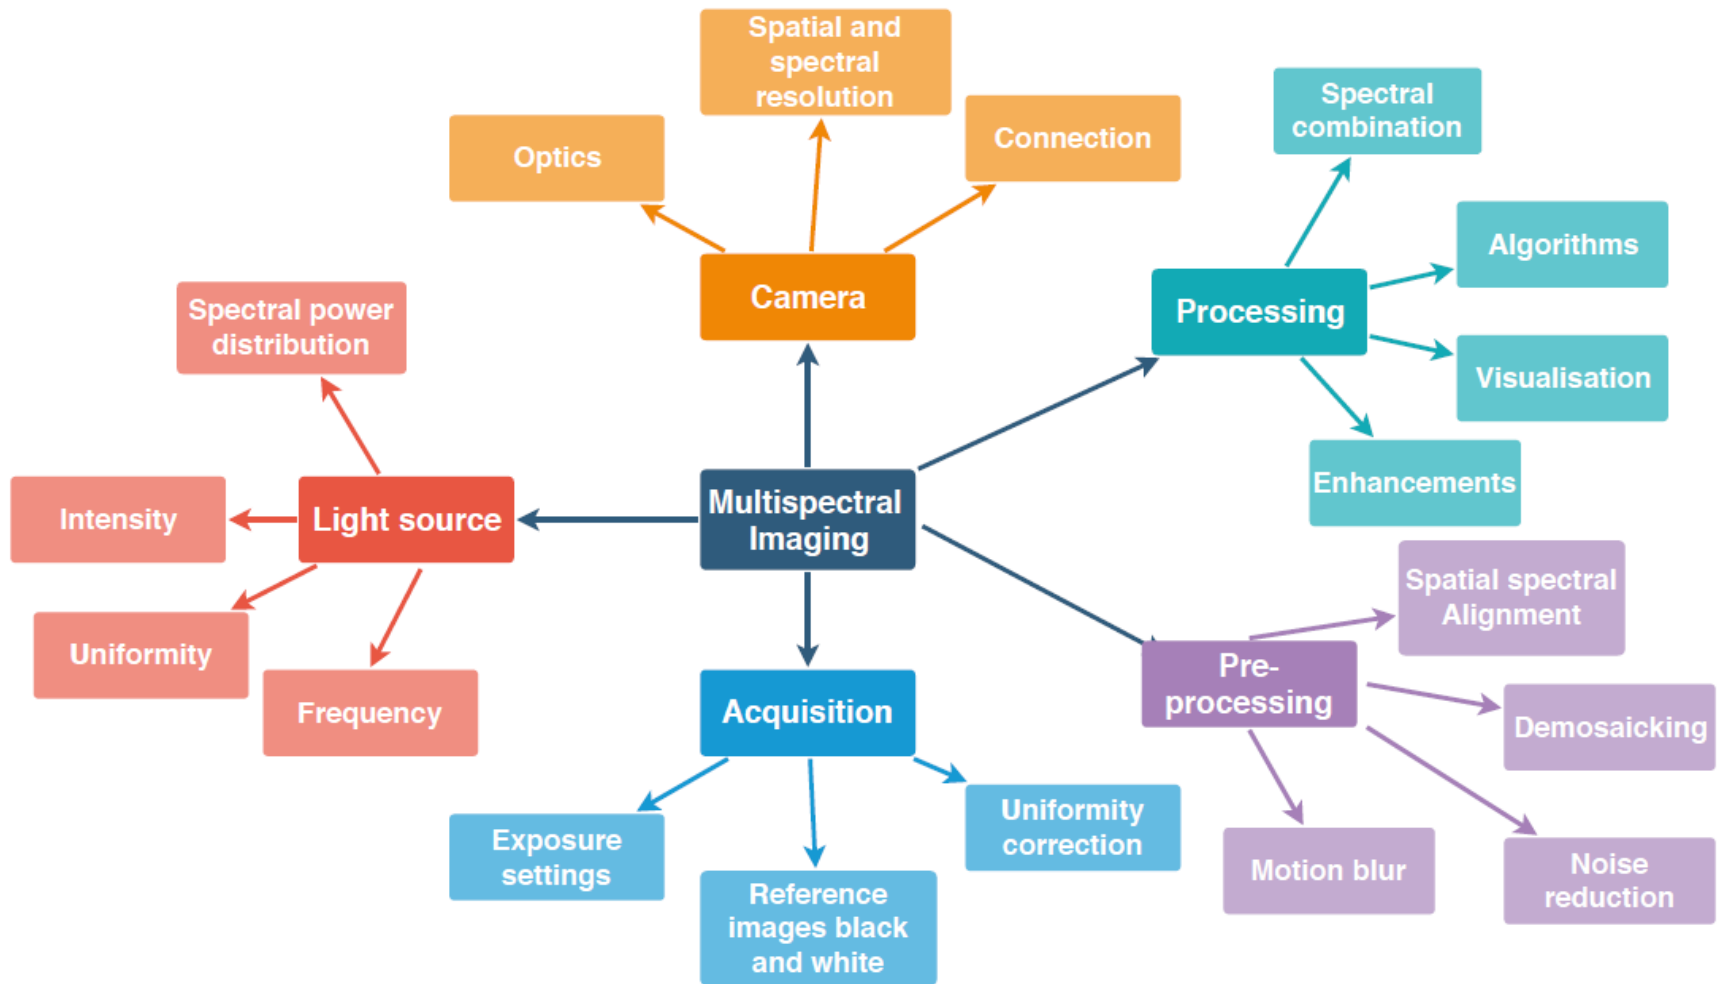 Spatial and
spectral
resolution
Optics
Connection
Camera
Spectral
combination
Algorithms
Processing
Visualisation
Enhancements
Spectral power
distribution
Intensity
Light source
Uniformity
Frequency
Multispectral
Imaging
Acquisition
Exposure
settings
Reference
images black
and white
Uniformity
correction
Spatial spectral
Alignment
Pre-
processing
Demosaicking
Motion blur
Noise
reduction